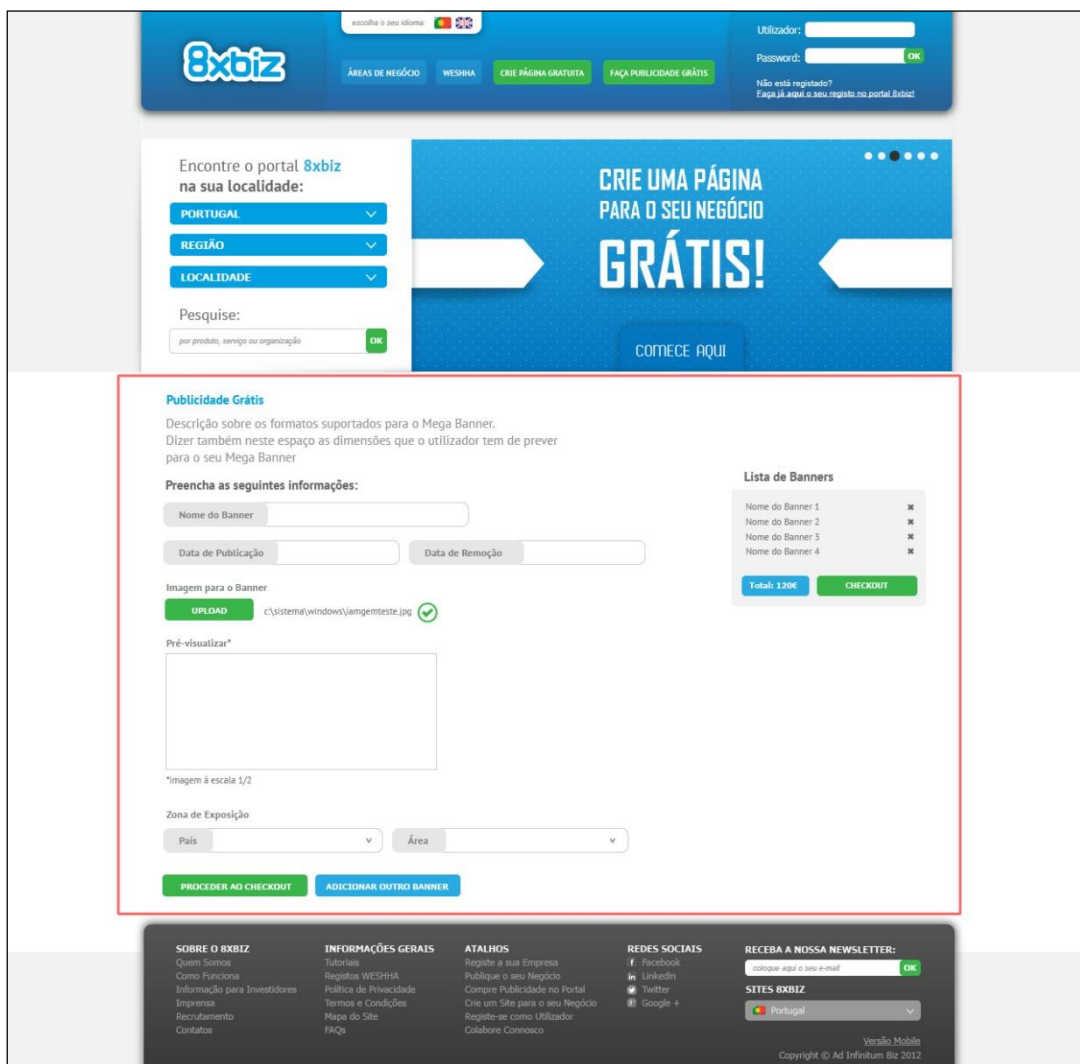 escolha o seu idioma:
8xbiz
ÁREAS DE NEGÓCIO
WESHHA
CRIE PÁGINA GRATUITA
FAÇA PUBLICIDADE GRÁTIS
Utilizador:
Password:
OK
Não está registado?
Faça já aqui o seu registo no portal 8xbiz!
Encontre o portal 8xbiz
na sua localidade:
PORTUGAL
REGIÃO
LOCALIDADE
Pesquise:
por produto, serviço ou organização
OK
CRIE UMA PÁGINA
PARA O SEU NEGÓCIO
GRÁTIS!
COMECE AQUI
Publicidade Grátis
Descrição sobre os formatos suportados para o Mega Banner.
Dizer também neste espaço as dimensões que o utilizador tem de prever
para o seu Mega Banner
Preencha as seguintes informações:
Nome do Banner
Data de Publicação
Data de Remoção
Imagem para o Banner
UPLOAD
c:\sistema\windows\iamgemteste.jpg
Pré-visualizar*
*imagem à escala 1/2
Zona de Exposição
País
Área
PROCEDER AO CHECKOUT
ADICIONAR OUTRO BANNER
Lista de Banners
Nome do Banner 1
Nome do Banner 2
Nome do Banner 3
Nome do Banner 4
Total: 120€
CHECKOUT
SOBRE O 8XBIZ
Quem Somos
Como Funciona
Informação para Investidores
Imprensa
Recrutamento
Contatos
INFORMAÇÕES GERAIS
Tutoriais
Registos WESHHA
Política de Privacidade
Termos e Condições
Mapa do Site
FAQs
ATALHOS
Registe a sua Empresa
Publique o seu Negócio
Compre Publicidade no Portal
Crie um Site para o seu Negócio
Registe-se como Utilizador
Colabore Connosco
REDES SOCIAIS
Facebook
Linkedin
Twitter
Google +
RECEBA A NOSSA NEWSLETTER:
coloque aqui o seu e-mail
OK
SITES 8XBIZ
Portugal
Versão Mobile
Copyright © Ad Infinitum Biz 2012